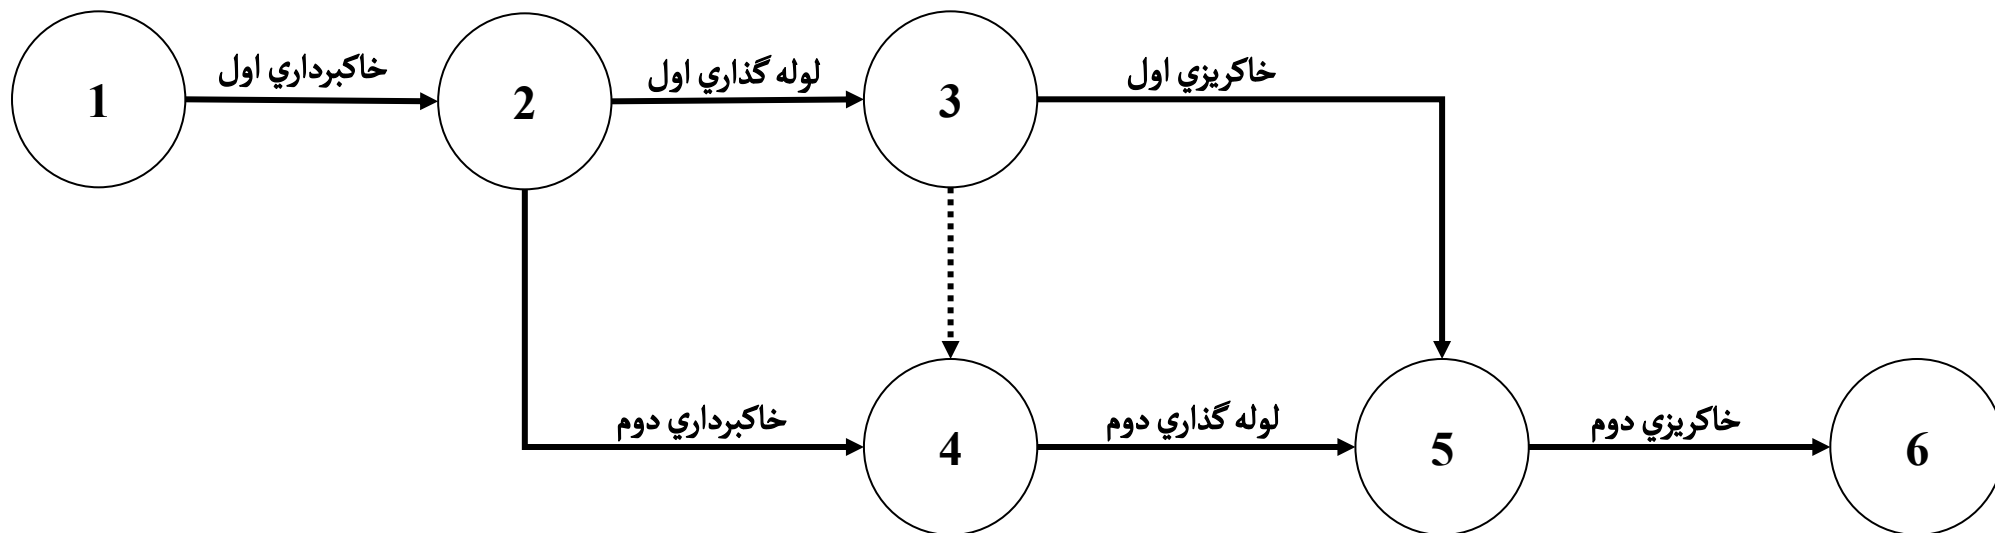 خاكبرداري اول
لوله گذاري اول
خاكريزي اول
1
2
3
خاكبرداري دوم
لوله گذاري دوم
خاكريزي دوم
4
5
6